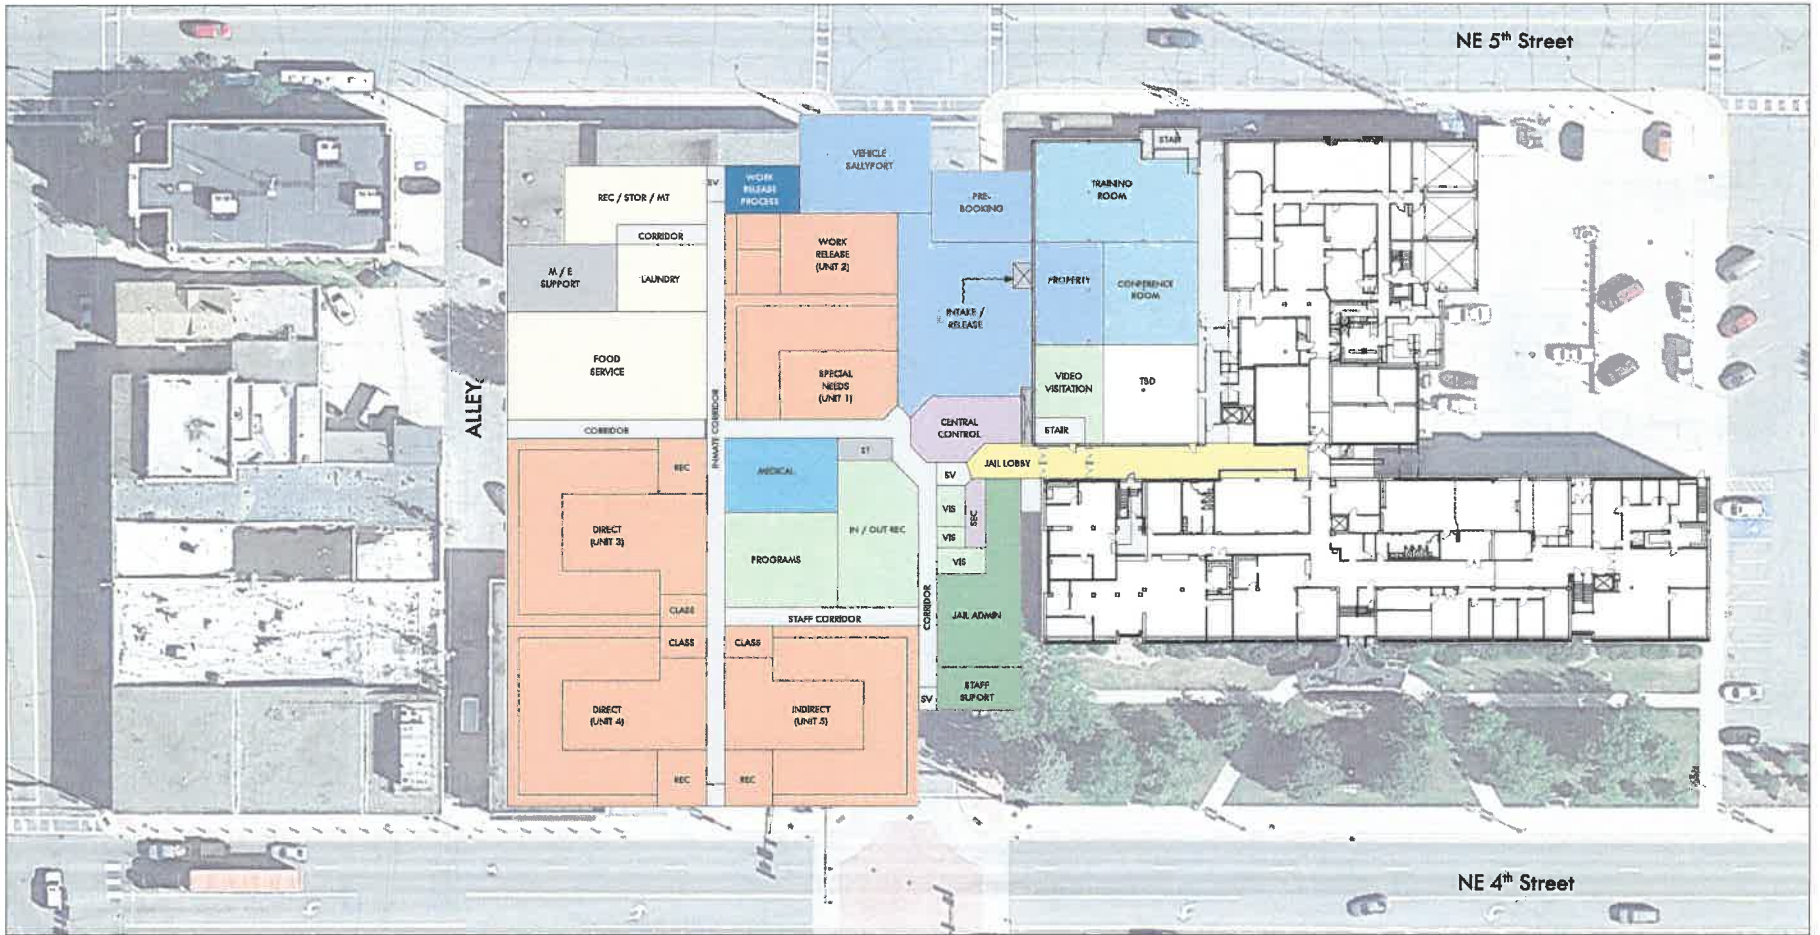 NE 5th Street
STAIR
VEHICLE
SALLYPORT
SV
WORK
RELEASE
PROCESS
REC / STOR / MT
PRE-
BOOKING
TRAINING
ROOM
CORRIDOR
WORK
RELEASE
(UNIT 2)
M / E
SUPPORT
LAUNDRY
PROPERTY
CONFERENCE
ROOM
INTAKE /
RELEASE
FOOD
SERVICE
SPECIAL
NEEDS
(UNIT 1)
VIDEO
VISITATION
TSD
ALLEY
INMATE CORRIDOR
CENTRAL
CONTROL
STAIR
CORRIDOR
ST
JAIL LOBBY
REC
MEDICAL
SV
VIS
SEC
DIRECT
(UNIT 3)
IN / OUT REC
VIS
PROGRAMS
VIS
CLASS
CORRIDOR
STAFF CORRIDOR
JAIL ADMIN
CLASS
CLASS
STAFF
SUPORT
SV
DIRECT
(UNIT 4)
INDIRECT
(UNIT 5)
REC
REC
NE 4th Street